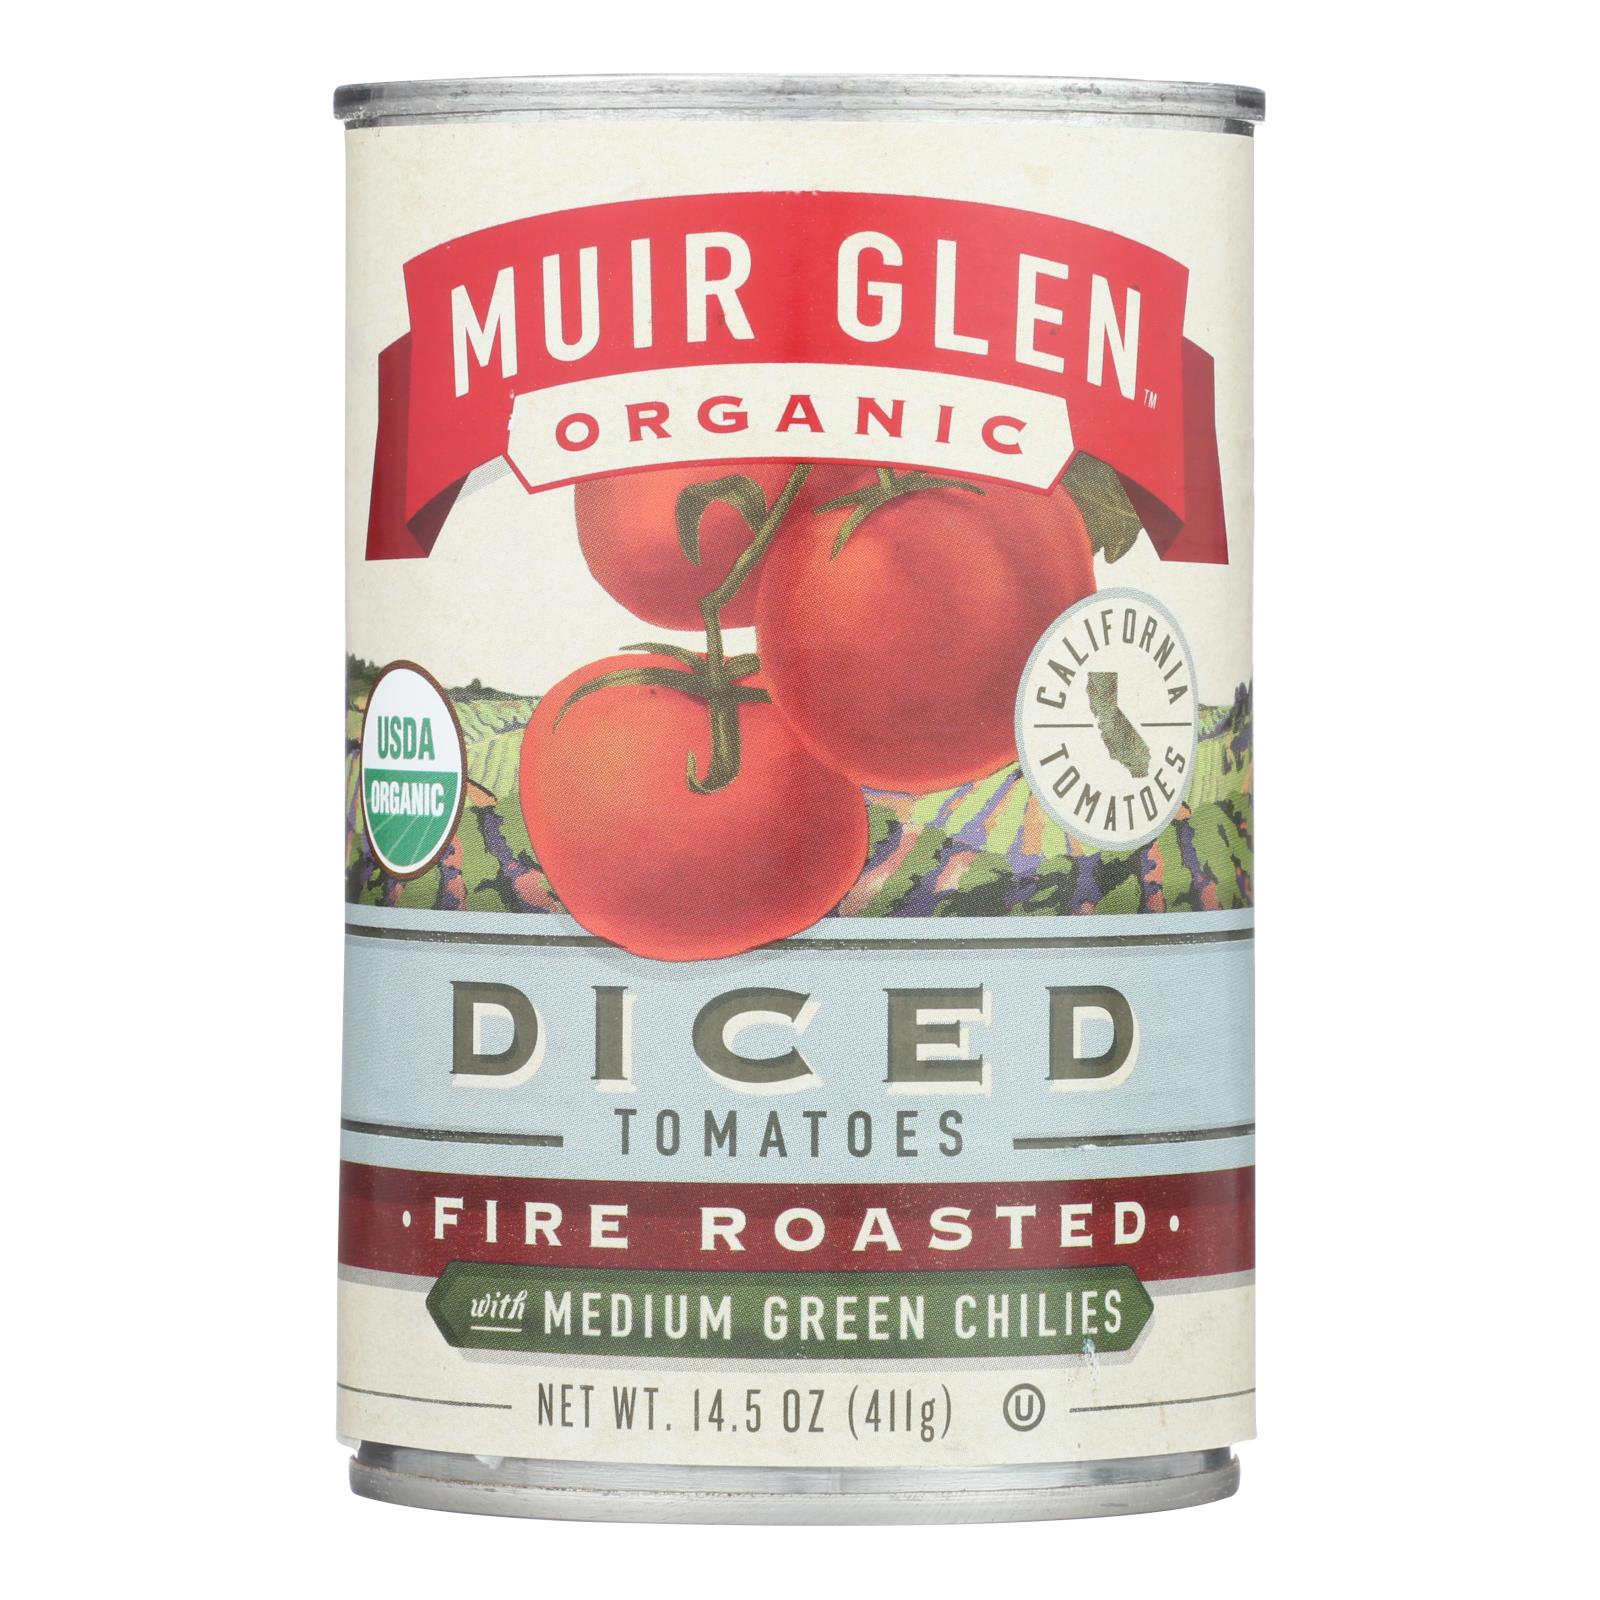 MUIR GLEN™
ORGANIC
CALIFORNIA
TOMATOES
USDA
ORGANIC
DICED
TOMATOES
• FIRE ROASTED •
with MEDIUM GREEN CHILIES
NET WT. 14.5 OZ (411g) U